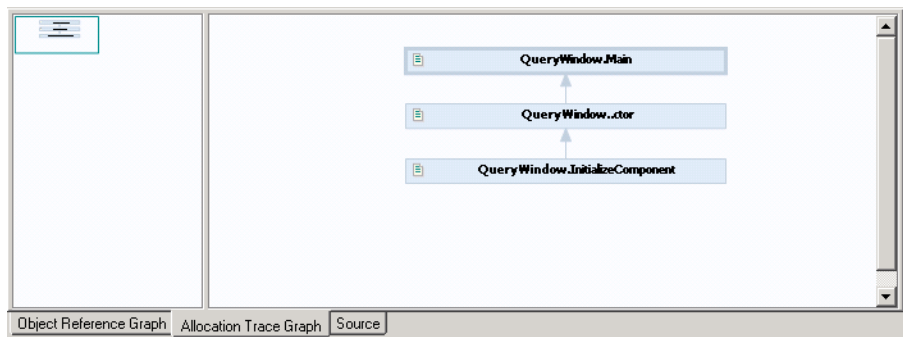 QueryWindow.Main
QueryWindow..ctor
QueryWindow.InitializeComponent
Object Reference Graph
Allocation Trace Graph
Source